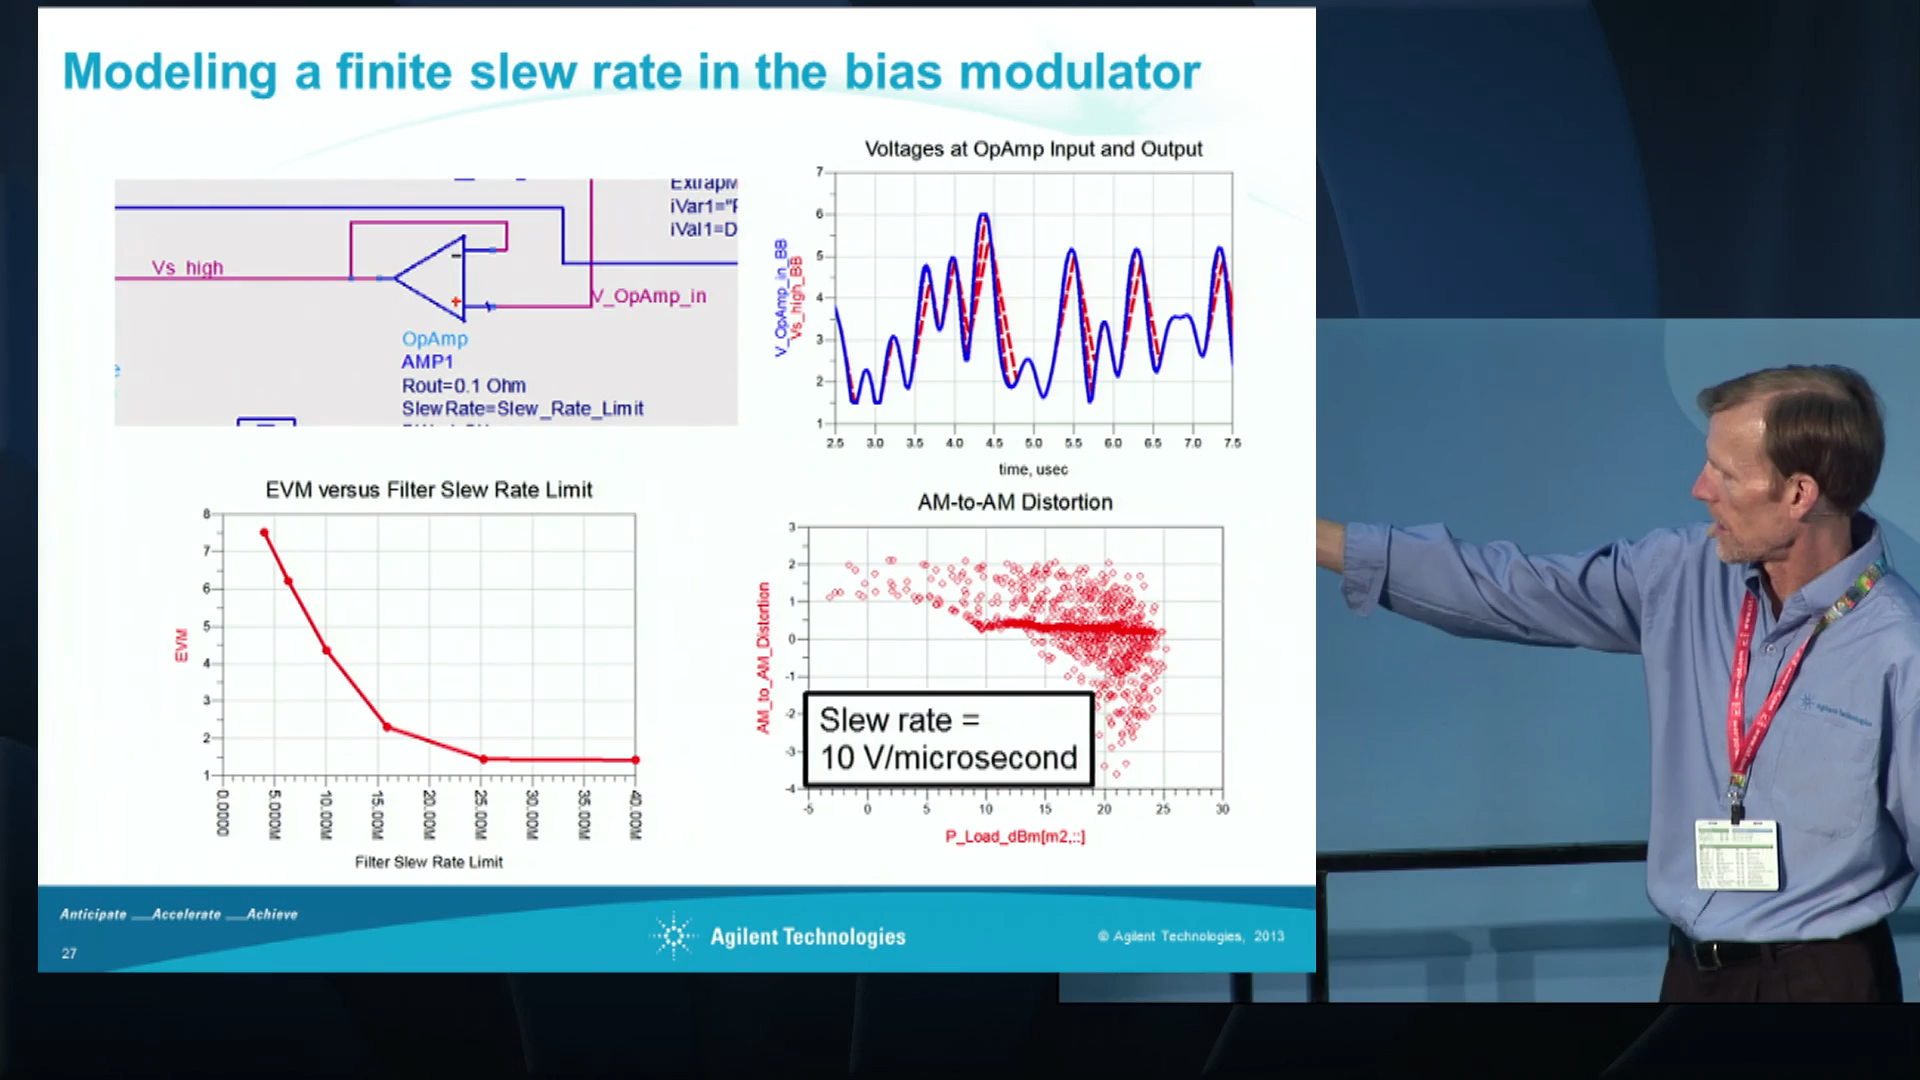 Modeling a finite slew rate in the bias modulator
iVar1="
iVal1=D
Vs_high
V_OpAmp_in
OpAmp
AMP1
Rout=0.1 Ohm
SlewRate=Slew_Rate_Limit
Voltages at OpAmp Input and Output
V_OpAmp_in_BB
Vs_high_BB
7
6
5
4
3
2
1
2.5 3.0 3.5 4.0 4.5 5.0 5.5 6.0 6.5 7.0 7.5
time, usec
EVM versus Filter Slew Rate Limit
EVM
8
7
6
5
4
3
2
1
0.0000 5.000M 10.00M 15.00M 20.00M 25.00M 30.00M 35.00M 40.00M
Filter Slew Rate Limit
AM-to-AM Distortion
AM_to_AM_Distortion
3
2
1
0
-1
-2
-3
-4
Slew rate =
10 V/microsecond
-5 0 5 10 15 20 25 30
P_Load_dBm[m2,::]
Anticipate __Accelerate __Achieve
27
Agilent Technologies
© Agilent Technologies, 2013
Agilent Technologies